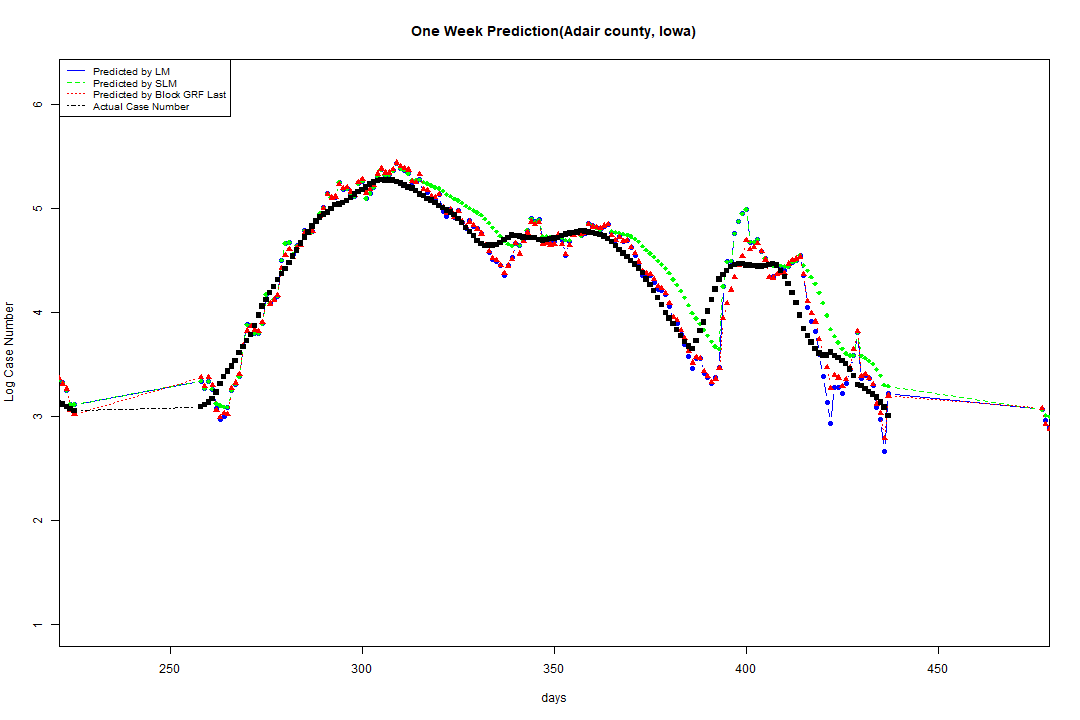 One Week Prediction(Adair county, Iowa)
Predicted by LM
Predicted by SLM
Predicted by Block GRF Last
Actual Case Number
6
5
4
3
2
1
Log Case Number
250 300 350 400 450
days